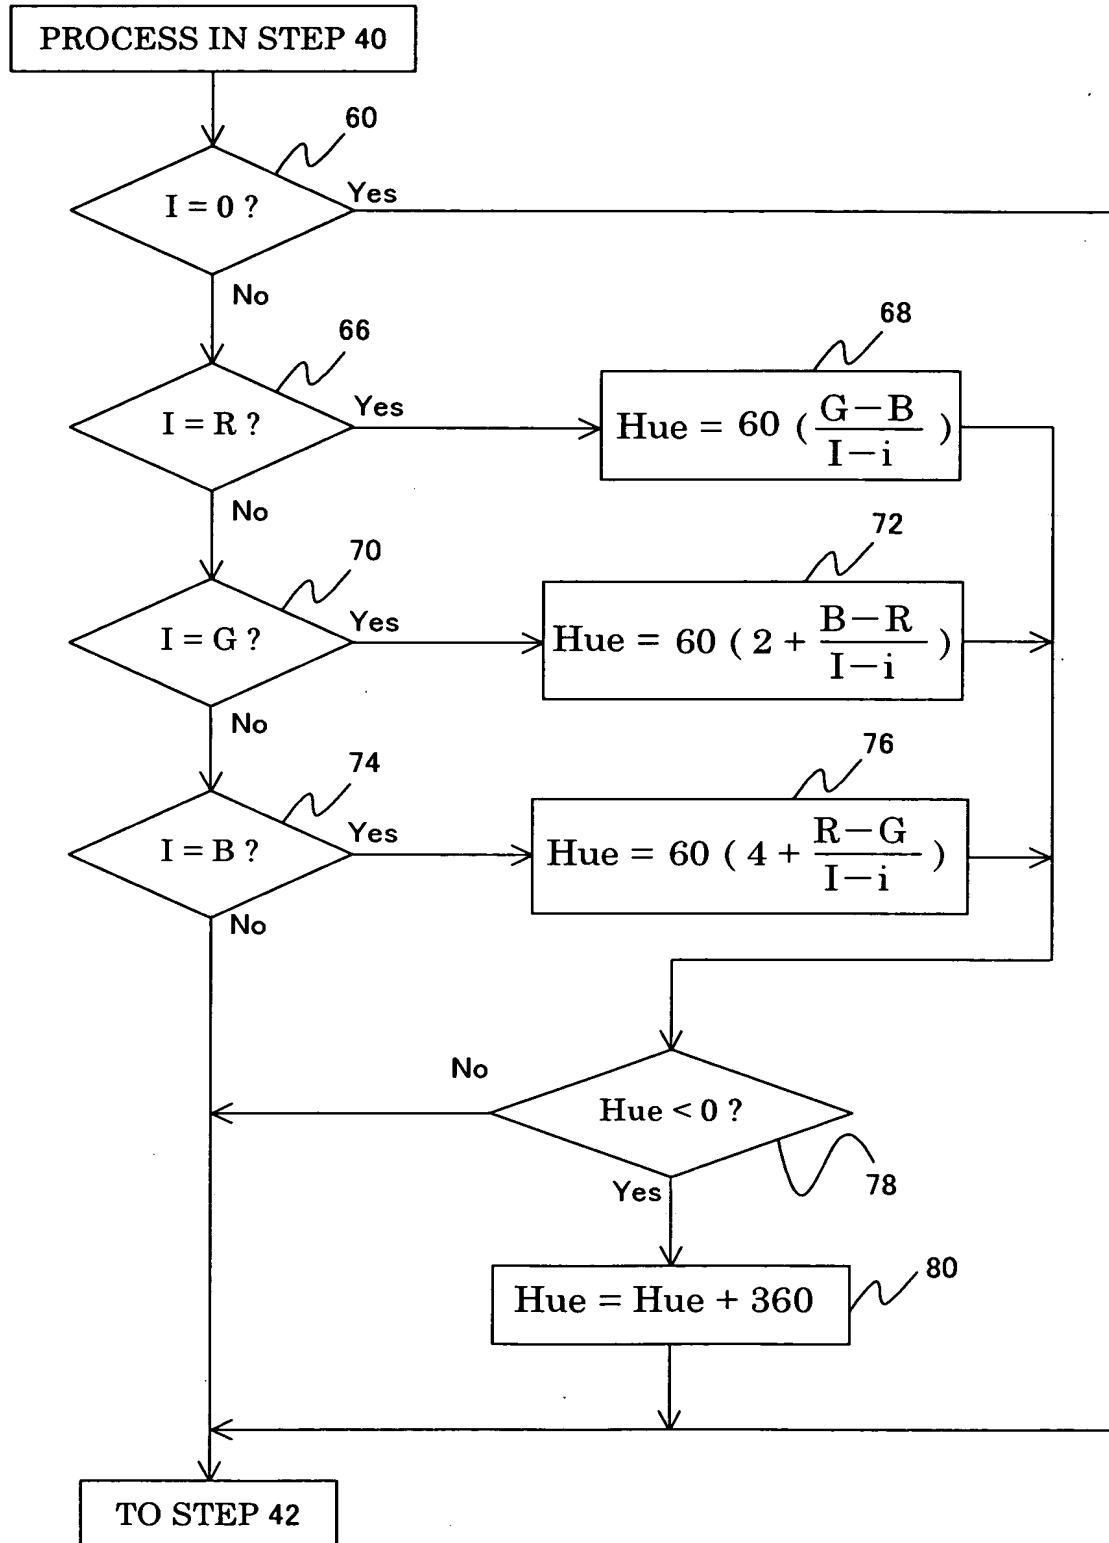 PROCESS IN STEP 40
60
I = 0 ?
Yes
No
66
I = R ?
Yes
No
68
Hue = 60 ( G−B / I−i )
70
I = G ?
Yes
No
72
Hue = 60 ( 2 + B−R / I−i )
74
I = B ?
Yes
No
76
Hue = 60 ( 4 + R−G / I−i )
No
Hue < 0 ?
78
Yes
Hue = Hue + 360
80
TO STEP 42